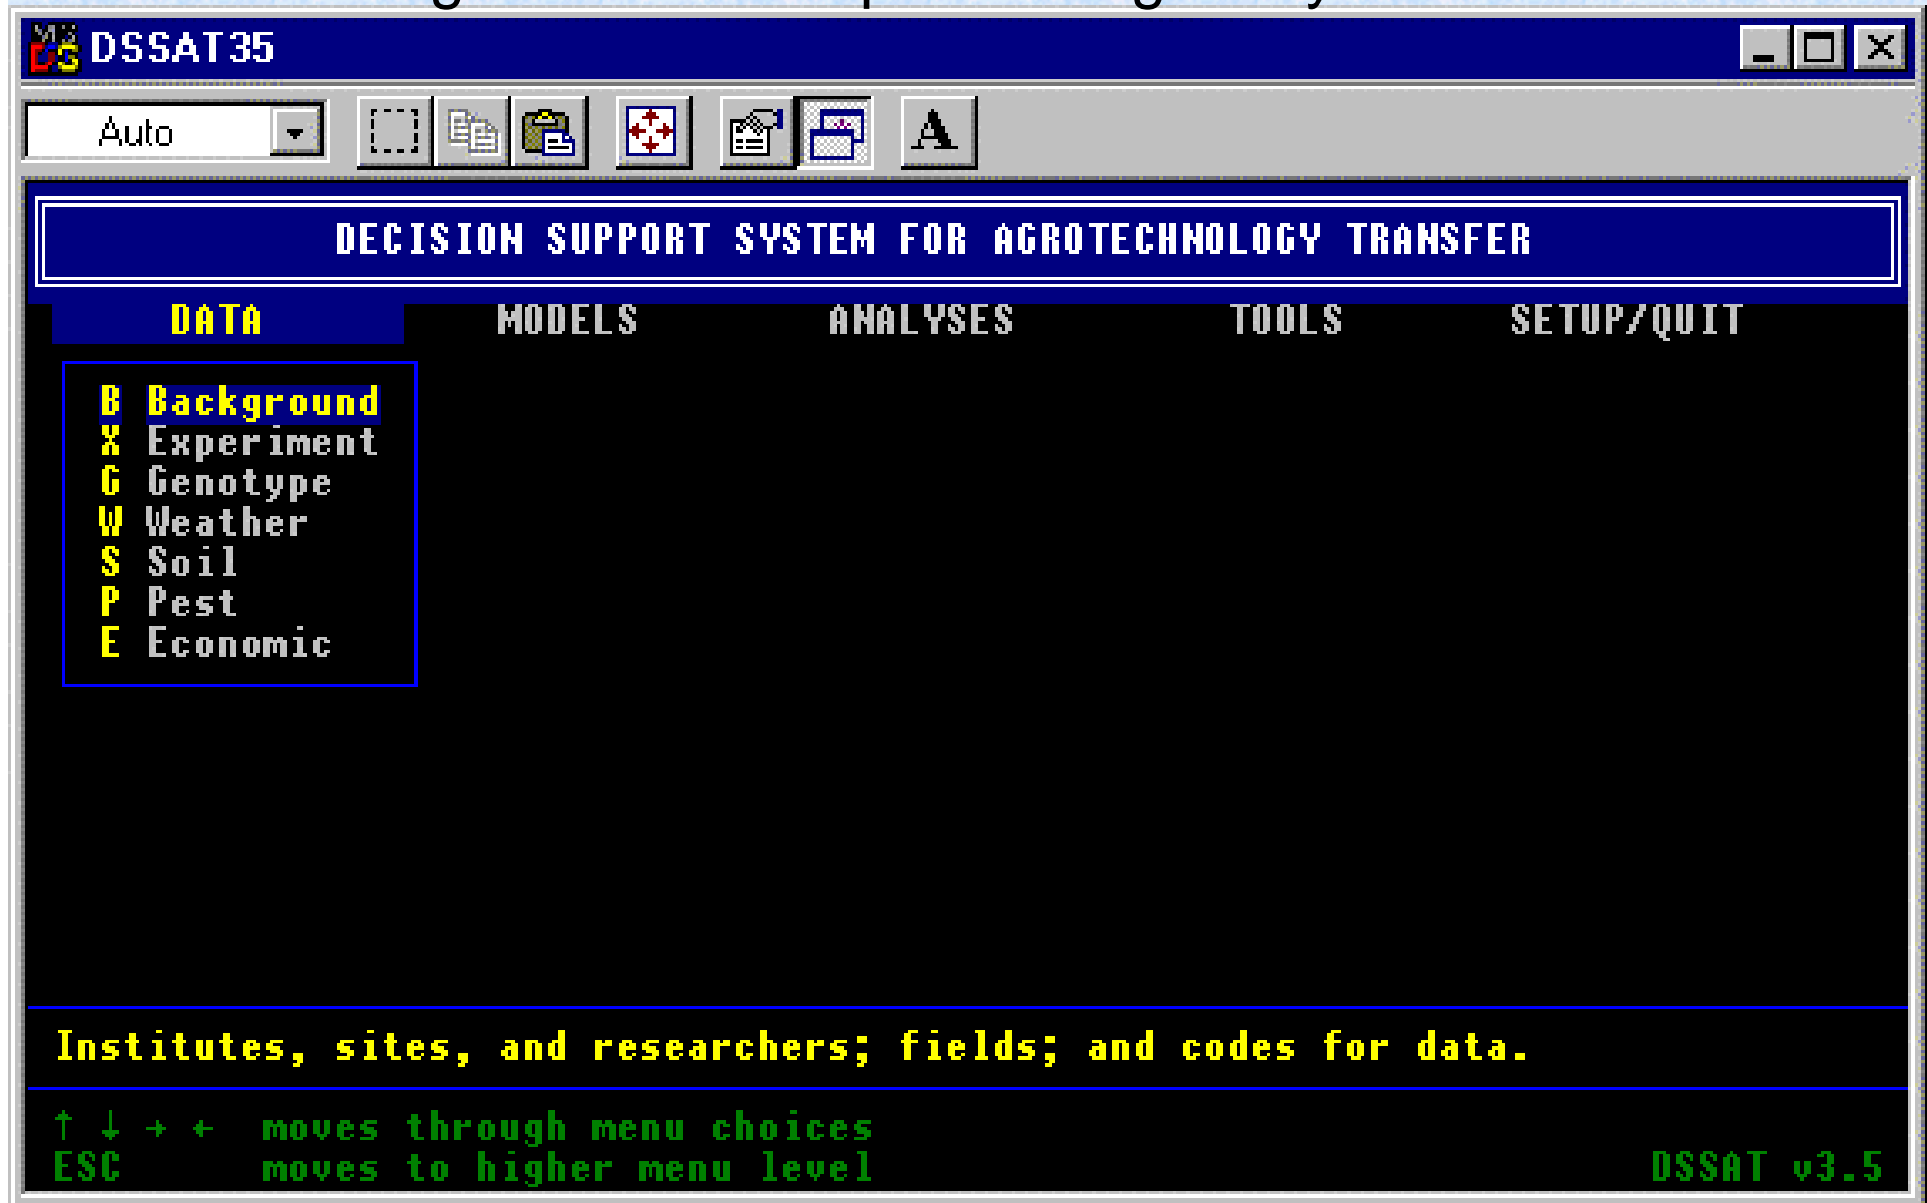 DSSAT35
Auto
A
DECISION SUPPORT SYSTEM FOR AGROTECHNOLOGY TRANSFER
DATA MODELS ANALYSES TOOLS SETUP/QUIT
B Background
X Experiment
G Genotype
W Weather
S Soil
P Pest
E Economic
Institutes, sites, and researchers; fields; and codes for data.
↑ ↓ → ← moves through menu choices
ESC moves to higher menu level DSSAT v3.5